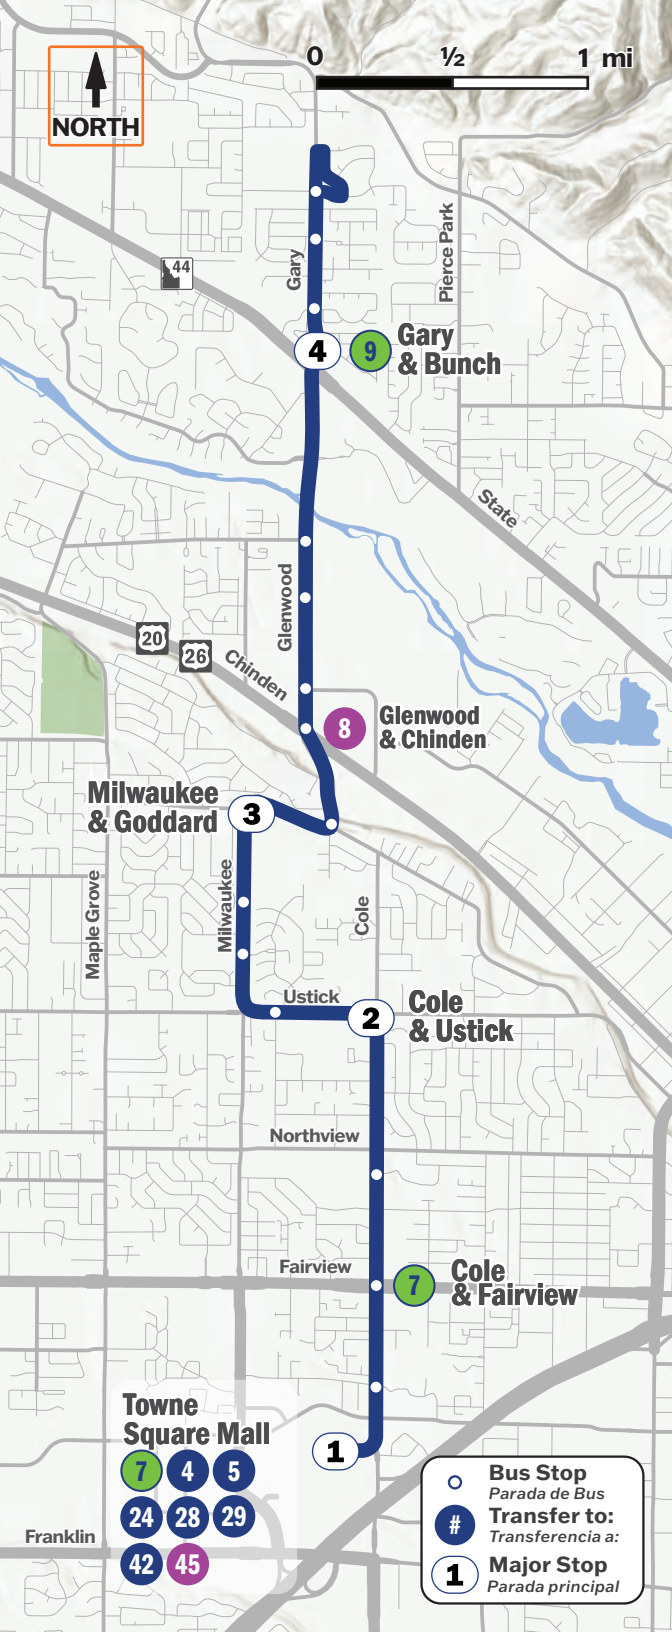 0 ½ 1 mi
NORTH
Pierce Park
Gary
44
4
9
Gary
& Bunch
State
Glenwood
20
26
Chinden
8
Glenwood
& Chinden
Milwaukee
& Goddard
3
Milwaukee
Maple Grove
Cole
Ustick
2
Cole
& Ustick
Northview
Fairview
7
Cole
& Fairview
Towne
Square Mall
1
7 4 5
24 28 29
42 45
Franklin
Bus Stop
Parada de Bus
# Transfer to:
Transferencia a:
1 Major Stop
Parada principal